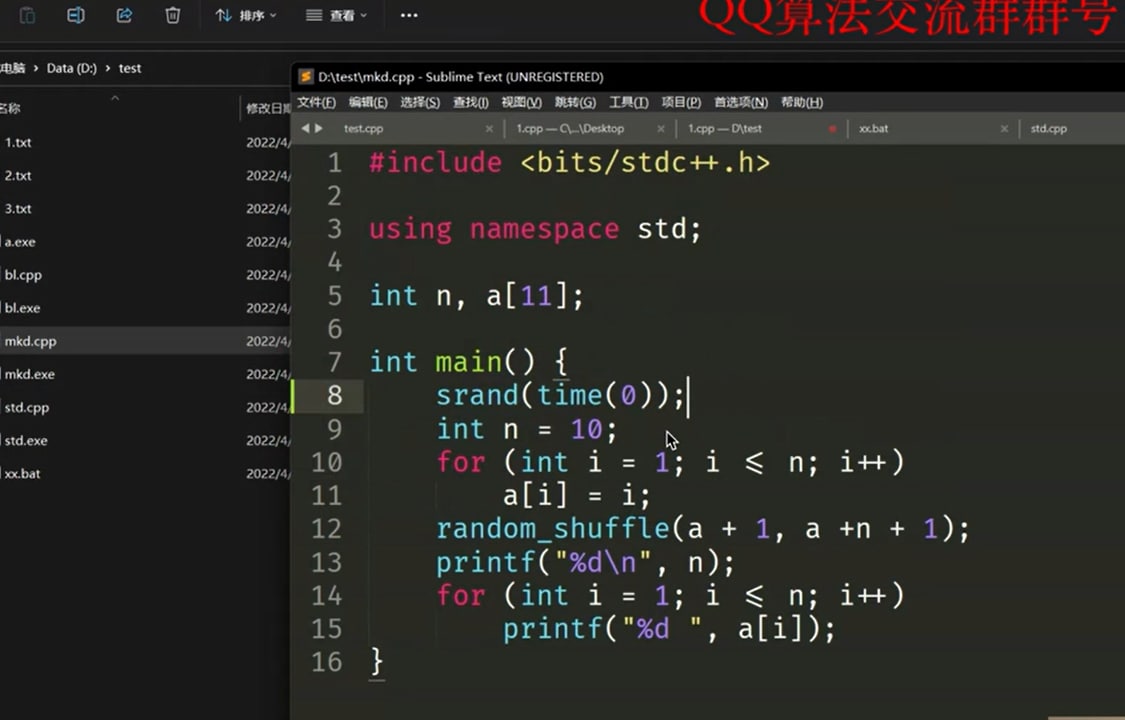 排序
查看
QQ算法交流群群号
电脑 > Data (D:) > test
D:\test\mkd.cpp - Sublime Text (UNREGISTERED)
文件(F) 编辑(E) 选择(S) 查找(I) 视图(V) 跳转(G) 工具(T) 项目(P) 首选项(N) 帮助(H)
test.cpp
1.cpp — C\...\Desktop
1.cpp — D\test
xx.bat
std.cpp
名称
修改日期
1.txt 2022/4/
2.txt 2022/4/
3.txt 2022/4/
a.exe 2022/4/
bl.cpp 2022/4/
bl.exe 2022/4/
mkd.cpp 2022/4/
mkd.exe 2022/4/
std.cpp 2022/4/
std.exe 2022/4/
xx.bat 2022/4/
1 #include <bits/stdc++.h>
2
3 using namespace std;
4
5 int n, a[11];
6
7 int main() {
8 srand(time(0));
9 int n = 10;
10 for (int i = 1; i <= n; i++)
11 a[i] = i;
12 random_shuffle(a + 1, a +n + 1);
13 printf("%d\n", n);
14 for (int i = 1; i <= n; i++)
15 printf("%d ", a[i]);
16 }